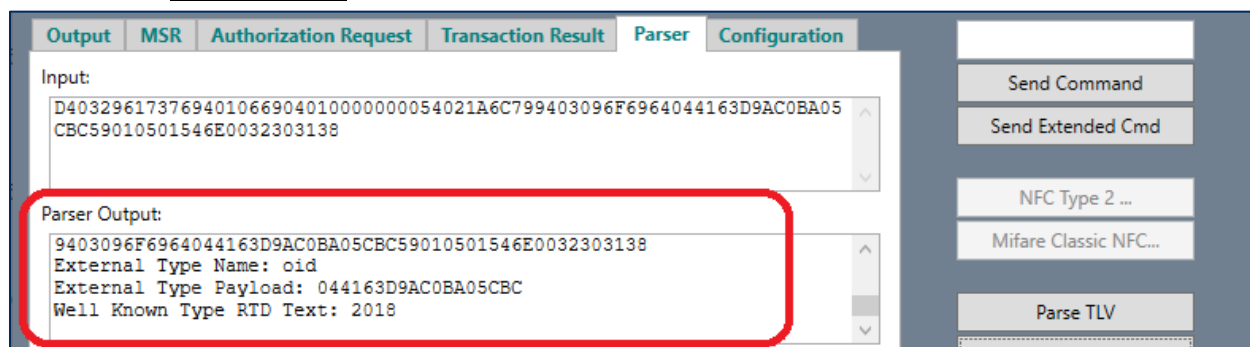 Output MSR Authorization Request Transaction Result Parser Configuration
Input:
D4032961737694010669040100000000054021A6C799403096F6964044163D9AC0BA05
CBC59010501546E0032303138
Parser Output:
9403096F6964044163D9AC0BA05CBC59010501546E0032303138
External Type Name: oid
External Type Payload: 044163D9AC0BA05CBC
Well Known Type RTD Text: 2018
Send Command
Send Extended Cmd
NFC Type 2 ...
Mifare Classic NFC...
Parse TLV